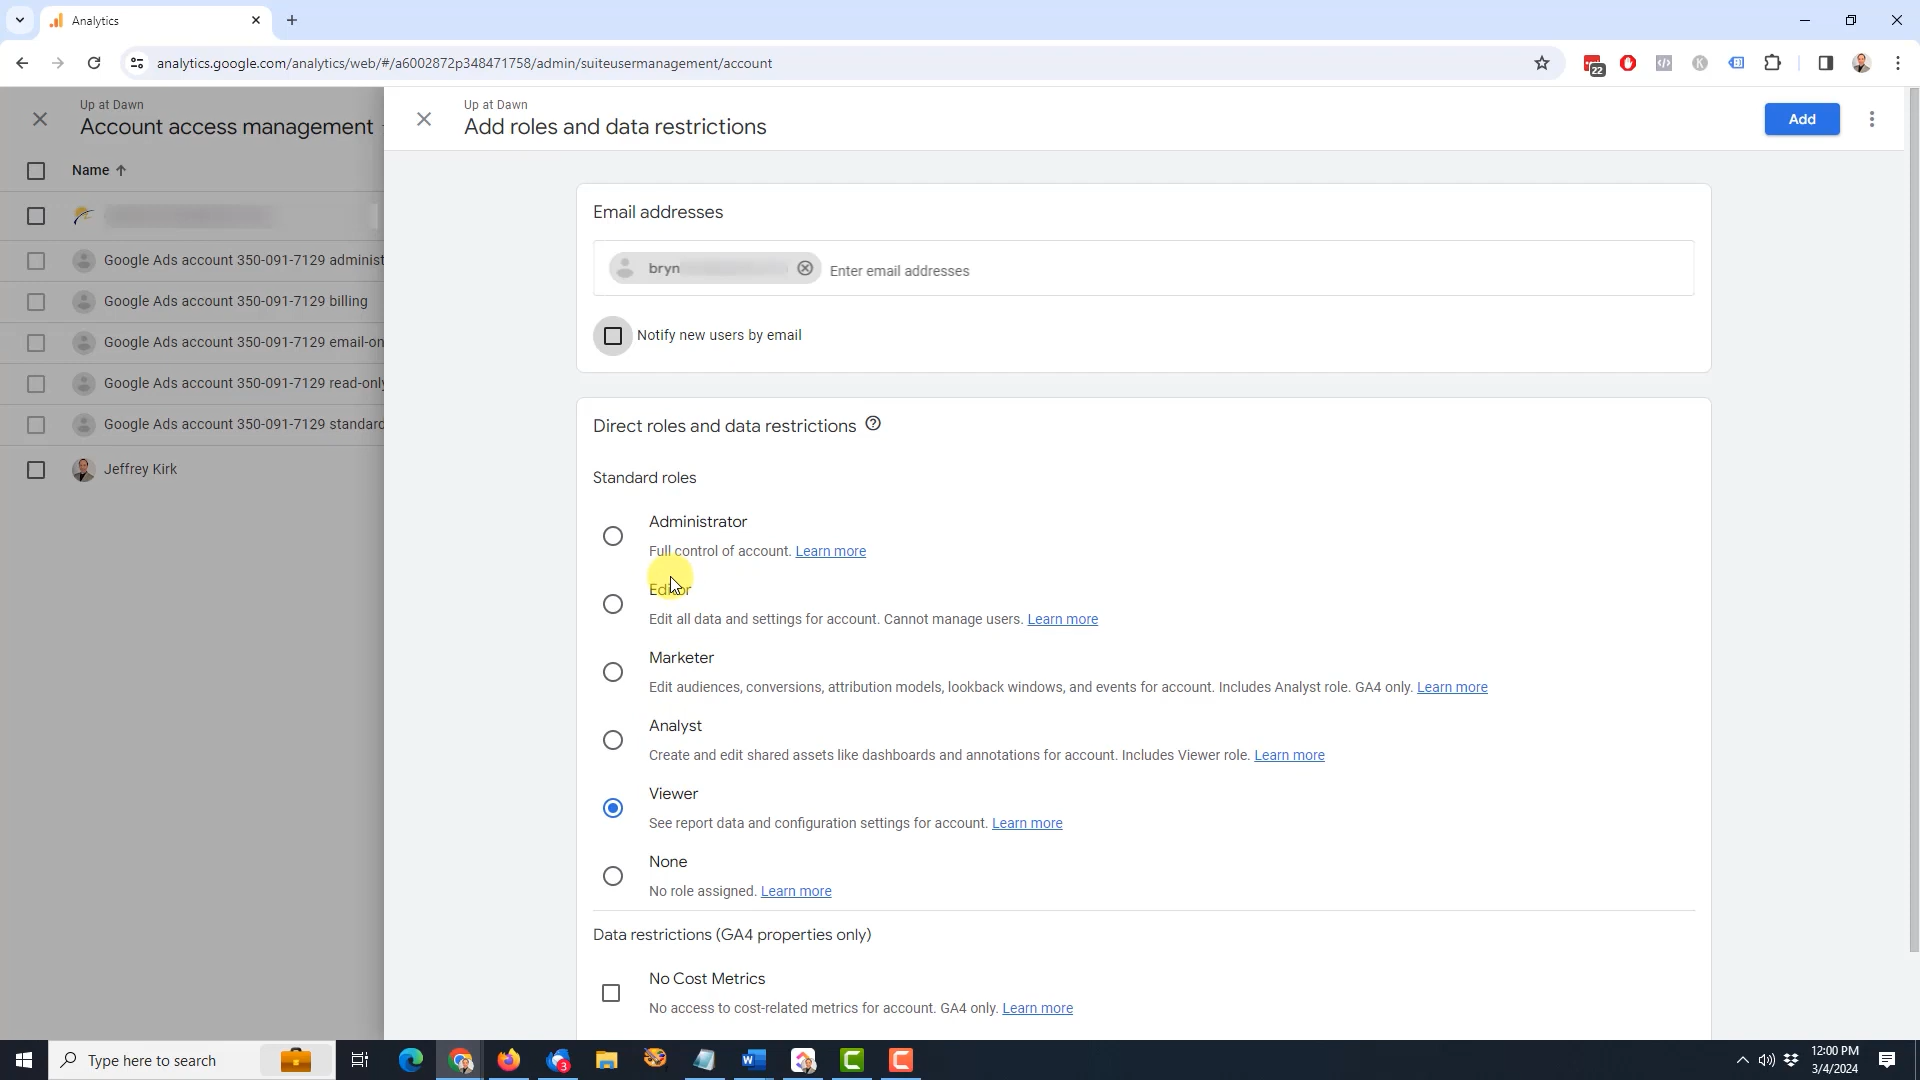 Analytics
analytics.google.com/analytics/web/#/a6002872p348471758/admin/suiteusermanagement/account
22
K
Up at Dawn
Account access management
Name
Google Ads account 350-091-7129 administ
Google Ads account 350-091-7129 billing
Google Ads account 350-091-7129 email-on
Google Ads account 350-091-7129 read-only
Google Ads account 350-091-7129 standard
Jeffrey Kirk
Up at Dawn
Add roles and data restrictions
Add
Email addresses
bryn
Enter email addresses
Notify new users by email
Direct roles and data restrictions
Standard roles
Administrator
Full control of account. Learn more
Editor
Edit all data and settings for account. Cannot manage users. Learn more
Marketer
Edit audiences, conversions, attribution models, lookback windows, and events for account. Includes Analyst role. GA4 only. Learn more
Analyst
Create and edit shared assets like dashboards and annotations for account. Includes Viewer role. Learn more
Viewer
See report data and configuration settings for account. Learn more
None
No role assigned. Learn more
Data restrictions (GA4 properties only)
No Cost Metrics
No access to cost-related metrics for account. GA4 only. Learn more
Type here to search
3
12:00 PM
3/4/2024